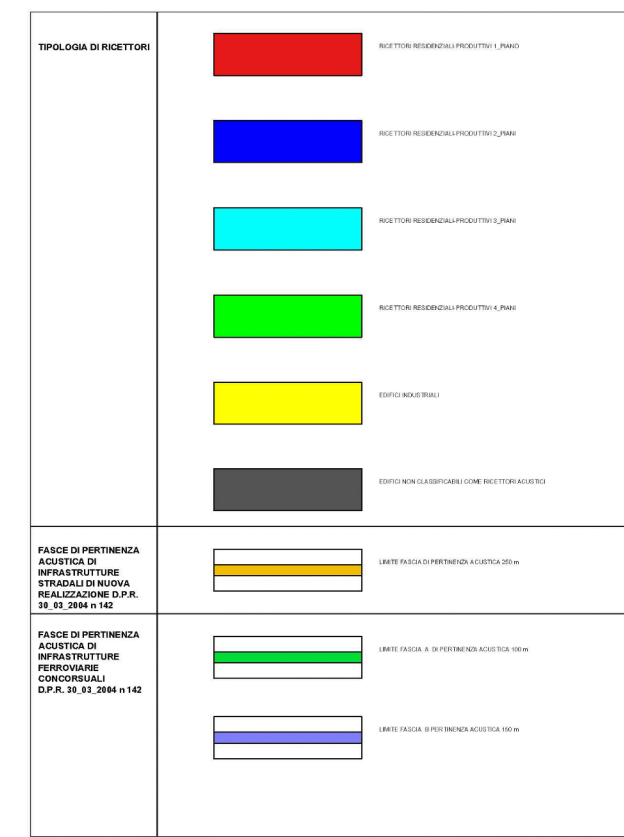 TIPOLOGIA DI RICETTORI
RICETTORI RESIDENZIALI-PRODUTTIVI 1_PIANO
RICETTORI RESIDENZIALI-PRODUTTIVI 2_PIANI
RICETTORI RESIDENZIALI-PRODUTTIVI 3_PIANI
RICETTORI RESIDENZIALI-PRODUTTIVI 4_PIANI
EDIFICI INDUSTRIALI
EDIFICI NON CLASSIFICABILI COME RICETTORI ACUSTICI
FASCE DI PERTINENZA
ACUSTICA DI
INFRASTRUTTURE
STRADALI DI NUOVA
REALIZZAZIONE D.P.R.
30_03_2004 n 142
LIMITE FASCIA DI PERTINENZA ACUSTICA 250 m
FASCE DI PERTINENZA
ACUSTICA DI
INFRASTRUTTURE
FERROVIARIE
CONCORSUALI
D.P.R. 30_03_2004 n 142
LIMITE FASCIA A DI PERTINENZA ACUSTICA 100 m
LIMITE FASCIA B PERTINENZA ACUSTICA 150 m